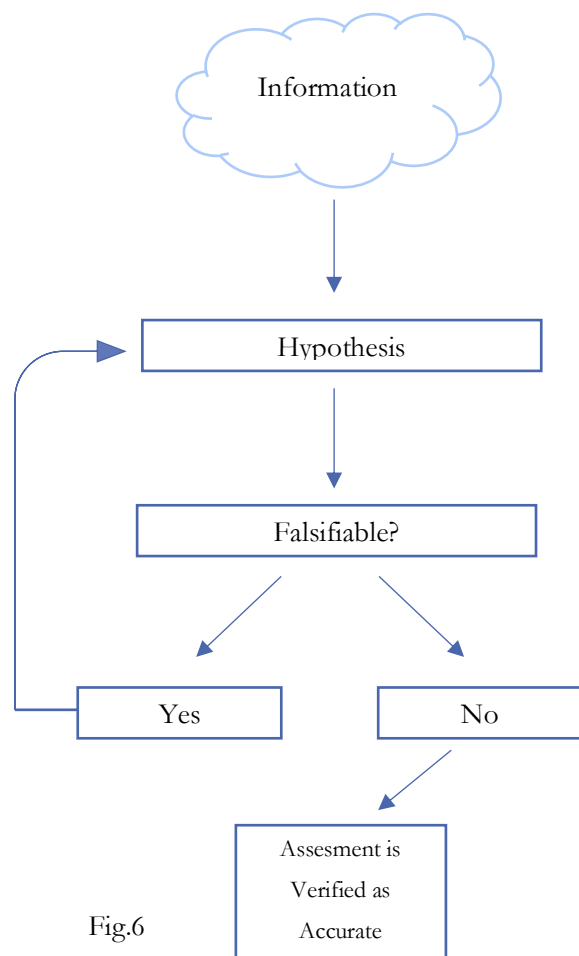 Information
Hypothesis
Falsifiable?
Yes
No
Assesment is
Verified as
Accurate
Fig.6